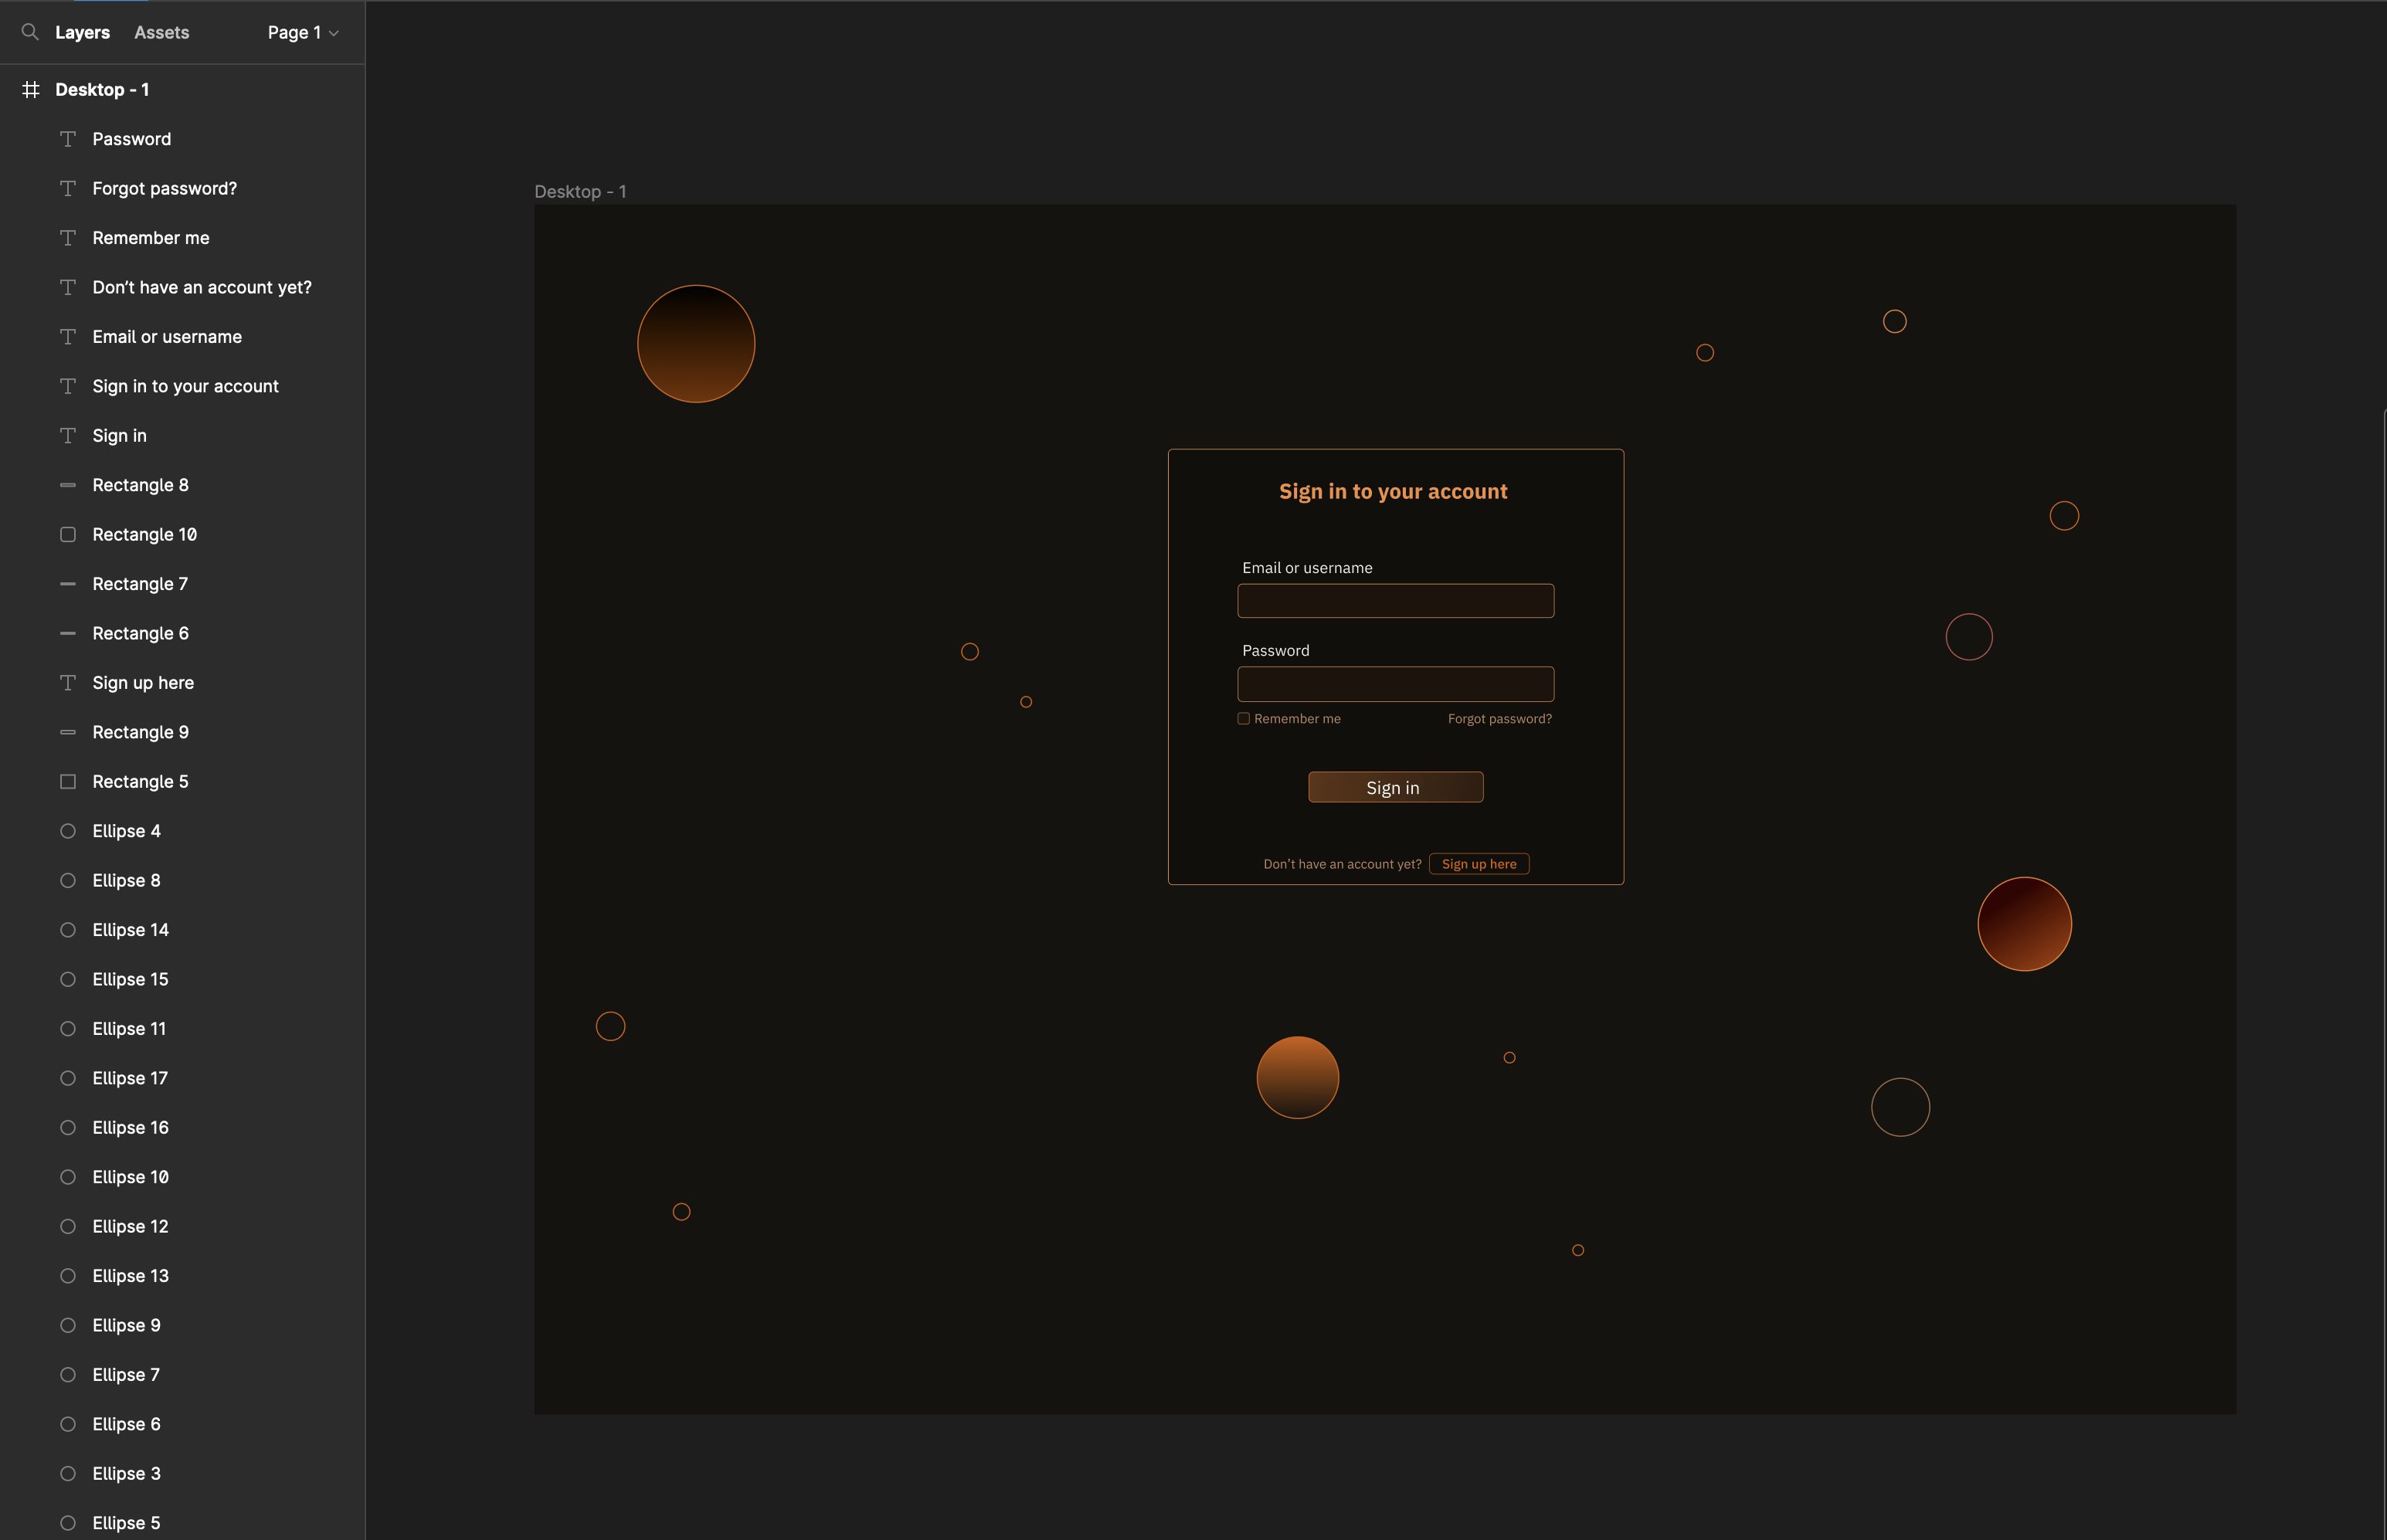 Layers Assets Page 1
Desktop - 1
Password
Forgot password?
Remember me
Don’t have an account yet?
Email or username
Sign in to your account
Sign in
Rectangle 8
Rectangle 10
Rectangle 7
Rectangle 6
Sign up here
Rectangle 9
Rectangle 5
Ellipse 4
Ellipse 8
Ellipse 14
Ellipse 15
Ellipse 11
Ellipse 17
Ellipse 16
Ellipse 10
Ellipse 12
Ellipse 13
Ellipse 9
Ellipse 7
Ellipse 6
Ellipse 3
Ellipse 5
Desktop - 1
Sign in to your account
Email or username
Password
Remember me Forgot password?
Sign in
Don’t have an account yet? Sign up here